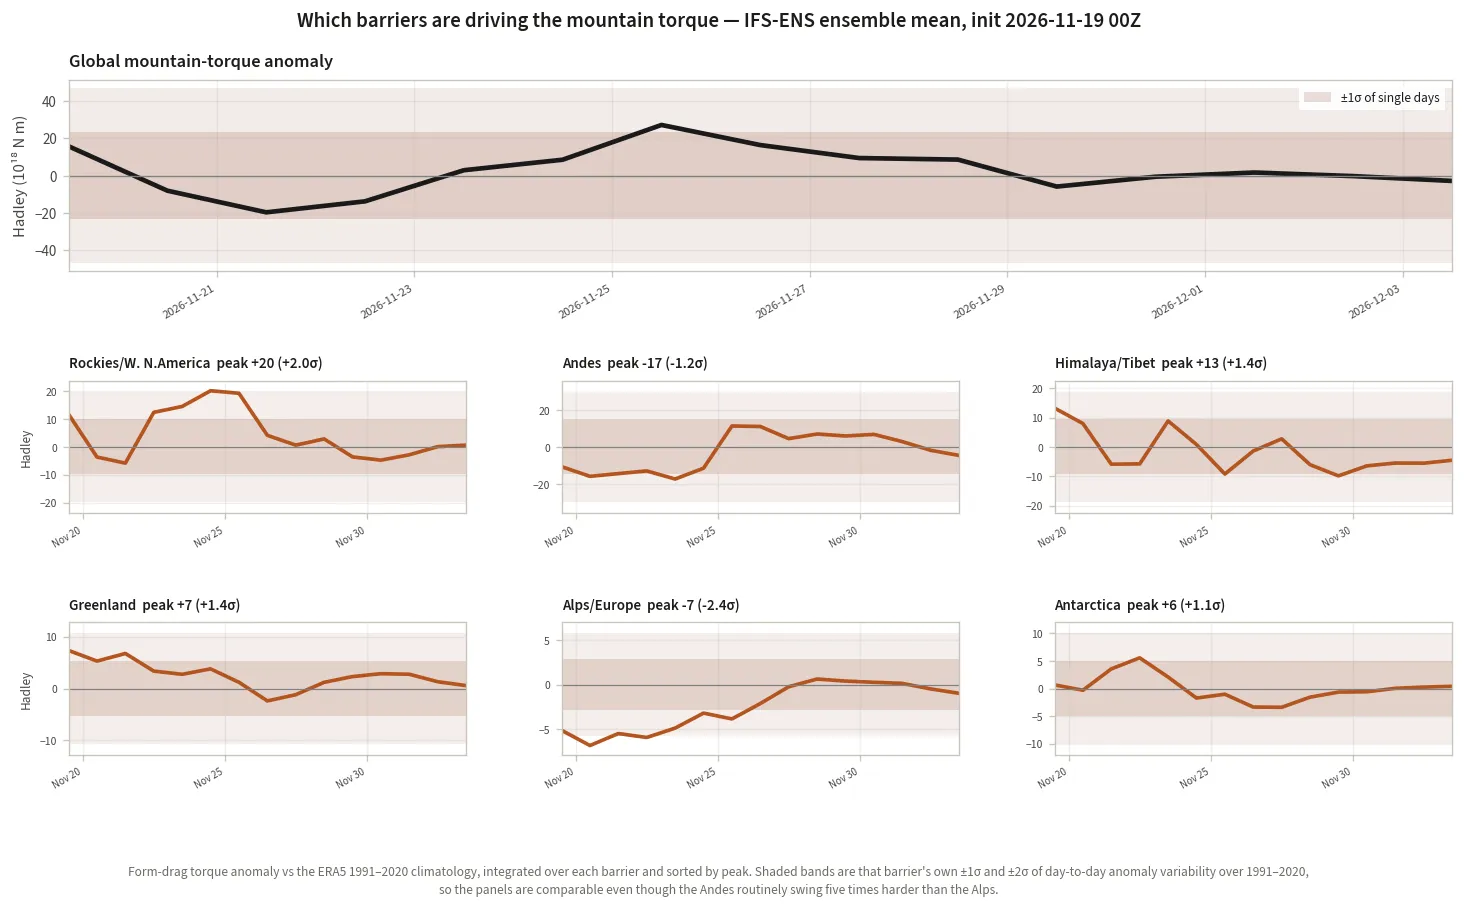 Which barriers are driving the mountain torque — IFS-ENS ensemble mean, init 2026-11-19 00Z
Global mountain-torque anomaly
Hadley (10¹⁸ N m)
40
20
0
−20
−40
±1σ of single days
2026-11-21
2026-11-23
2026-11-25
2026-11-27
2026-11-29
2026-12-01
2026-12-03
Rockies/W. N.America peak +20 (+2.0σ)
Hadley
20
10
0
−10
−20
Nov 20
Nov 25
Nov 30
Andes peak -17 (-1.2σ)
20
0
−20
Nov 20
Nov 25
Nov 30
Himalaya/Tibet peak +13 (+1.4σ)
20
10
0
−10
−20
Nov 20
Nov 25
Nov 30
Greenland peak +7 (+1.4σ)
Hadley
10
0
−10
Nov 20
Nov 25
Nov 30
Alps/Europe peak -7 (-2.4σ)
5
0
−5
Nov 20
Nov 25
Nov 30
Antarctica peak +6 (+1.1σ)
10
5
0
−5
−10
Nov 20
Nov 25
Nov 30
Form-drag torque anomaly vs the ERA5 1991–2020 climatology, integrated over each barrier and sorted by peak. Shaded bands are that barrier's own ±1σ and ±2σ of day-to-day anomaly variability over 1991–2020,
so the panels are comparable even though the Andes routinely swing five times harder than the Alps.